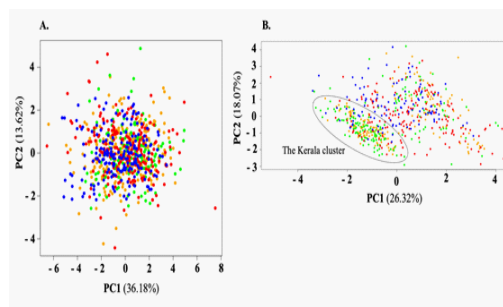 A.
4
2
0
-2
-4
PC2 (13.62%)
-6 -4 -2 0 2 4 6 8
PC1 (36.18%)
B.
4
3
2
1
0
-1
-2
-3
PC2 (18.07%)
The Kerala cluster
-4 -2 0 2 4
PC1 (26.32%)